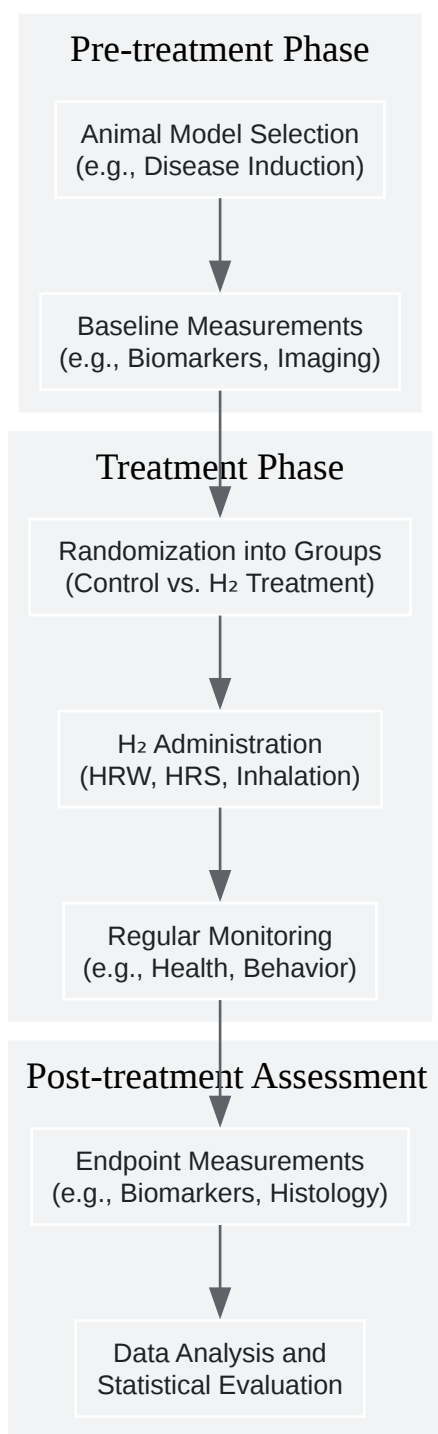 Pre-treatment Phase
Animal Model Selection
(e.g., Disease Induction)
Baseline Measurements
(e.g., Biomarkers, Imaging)
Treatment Phase
Randomization into Groups
(Control vs. H₂ Treatment)
H₂ Administration
(HRW, HRS, Inhalation)
Regular Monitoring
(e.g., Health, Behavior)
Post-treatment Assessment
Endpoint Measurements
(e.g., Biomarkers, Histology)
Data Analysis and
Statistical Evaluation